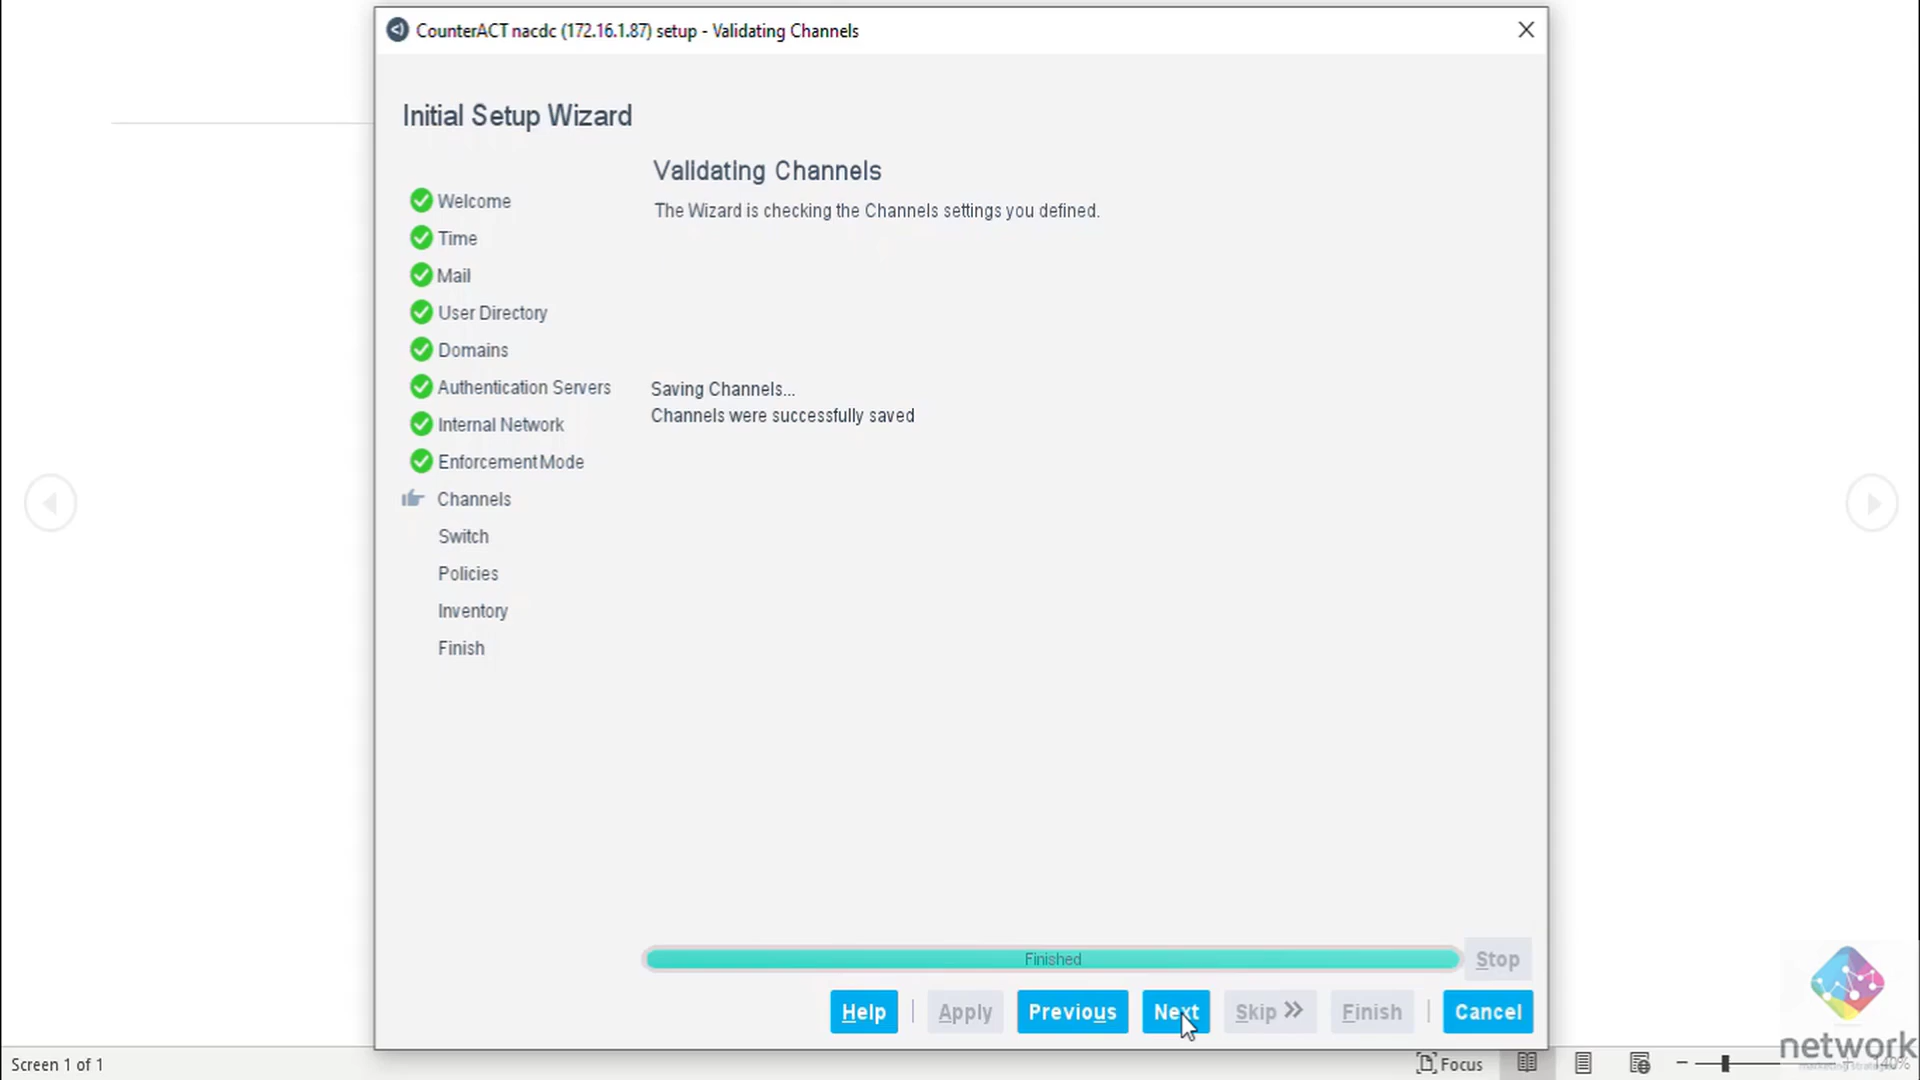 CounterACT nacdc (172.16.1.87) setup - Validating Channels
Initial Setup Wizard
Validating Channels
The Wizard is checking the Channels settings you defined.
Welcome
Time
Mail
User Directory
Domains
Authentication Servers
Internal Network
Enforcement Mode
Channels
Switch
Policies
Inventory
Finish
Saving Channels...
Channels were successfully saved
Finished
Stop
Help
Apply
Previous
Next
Skip
Finish
Cancel
network
Screen 1 of 1
Focus
140%